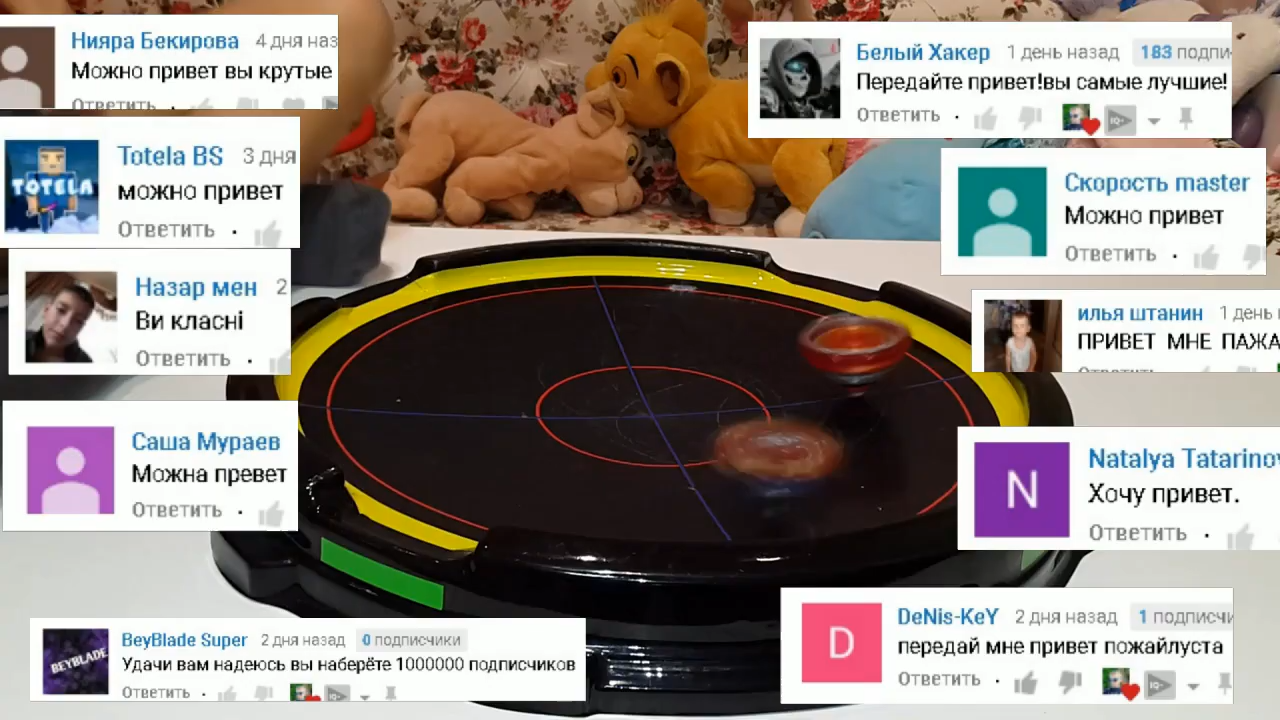 Нияра Бекирова 4 дня наз
Можно привет вы крутые
Ответить
TOTELA
Totela BS 3 дня
можно привет
Ответить
Назар мен 2
Ви класні
Ответить
Саша Мураев
Можна превет
Ответить
BEYBLADE
BeyBlade Super 2 дня назад 0 подписчики
Удачи вам надеюсь вы наберёте 1000000 подписчиков
Ответить
Белый Хакер 1 день назад 183 подпи
Передайте привет!вы самые лучшие!
Ответить IQ+
Скорость master
Можно привет
Ответить
илья штанин 1 день
ПРИВЕТ МНЕ ПАЖА
Ответить
N
Natalya Tatarinov
Хочу привет.
Ответить
D
DeNis-KeY 2 дня назад 1 подписчи
передай мне привет пожайлуста
Ответить IQ+